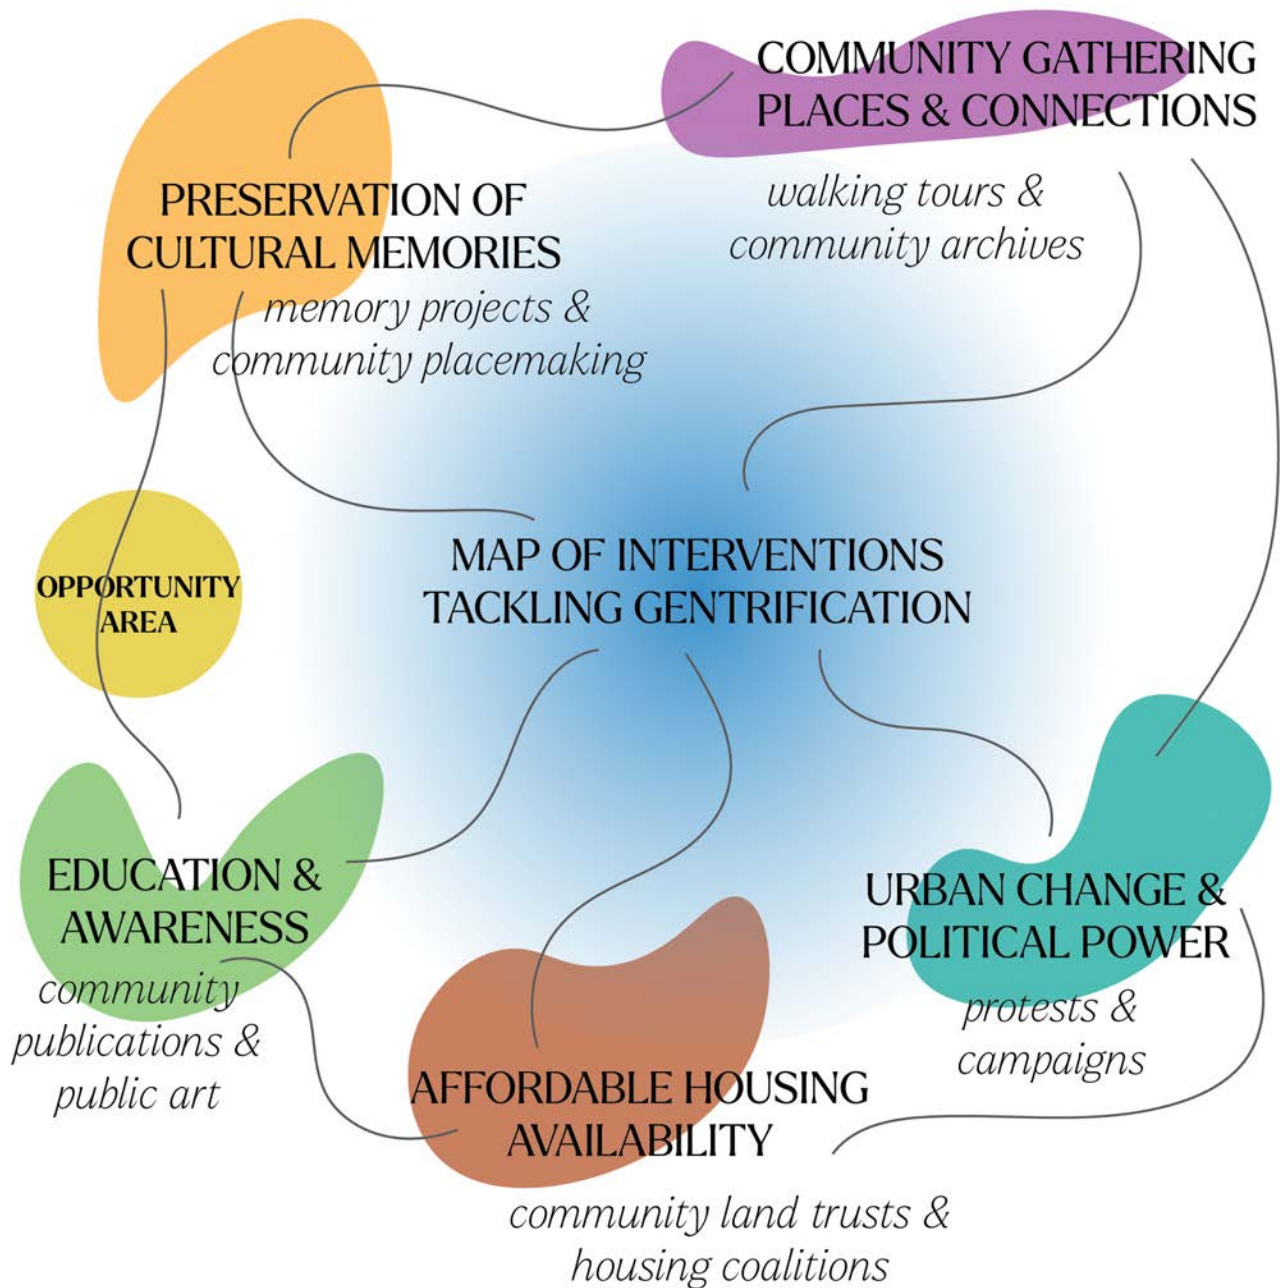 COMMUNITY GATHERING
PLACES & CONNECTIONS
walking tours &
community archives
PRESERVATION OF
CULTURAL MEMORIES
memory projects &
community placemaking
MAP OF INTERVENTIONS
TACKLING GENTRIFICATION
OPPORTUNITY
AREA
EDUCATION &
AWARENESS
community
publications &
public art
URBAN CHANGE &
POLITICAL POWER
protests &
campaigns
AFFORDABLE HOUSING
AVAILABILITY
community land trusts &
housing coalitions